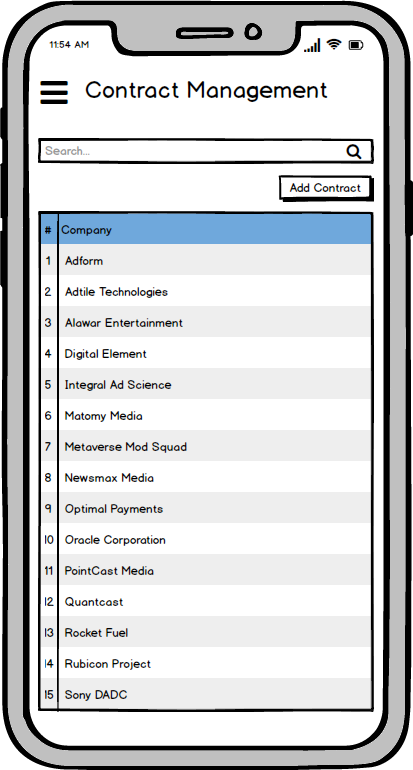 11:54 AM
Contract Management
Search...
Add Contract
# Company
1 Adform
2 Adtile Technologies
3 Alawar Entertainment
4 Digital Element
5 Integral Ad Science
6 Matomy Media
7 Metaverse Mod Squad
8 Newsmax Media
9 Optimal Payments
10 Oracle Corporation
11 PointCast Media
12 Quantcast
13 Rocket Fuel
14 Rubicon Project
15 Sony DADC